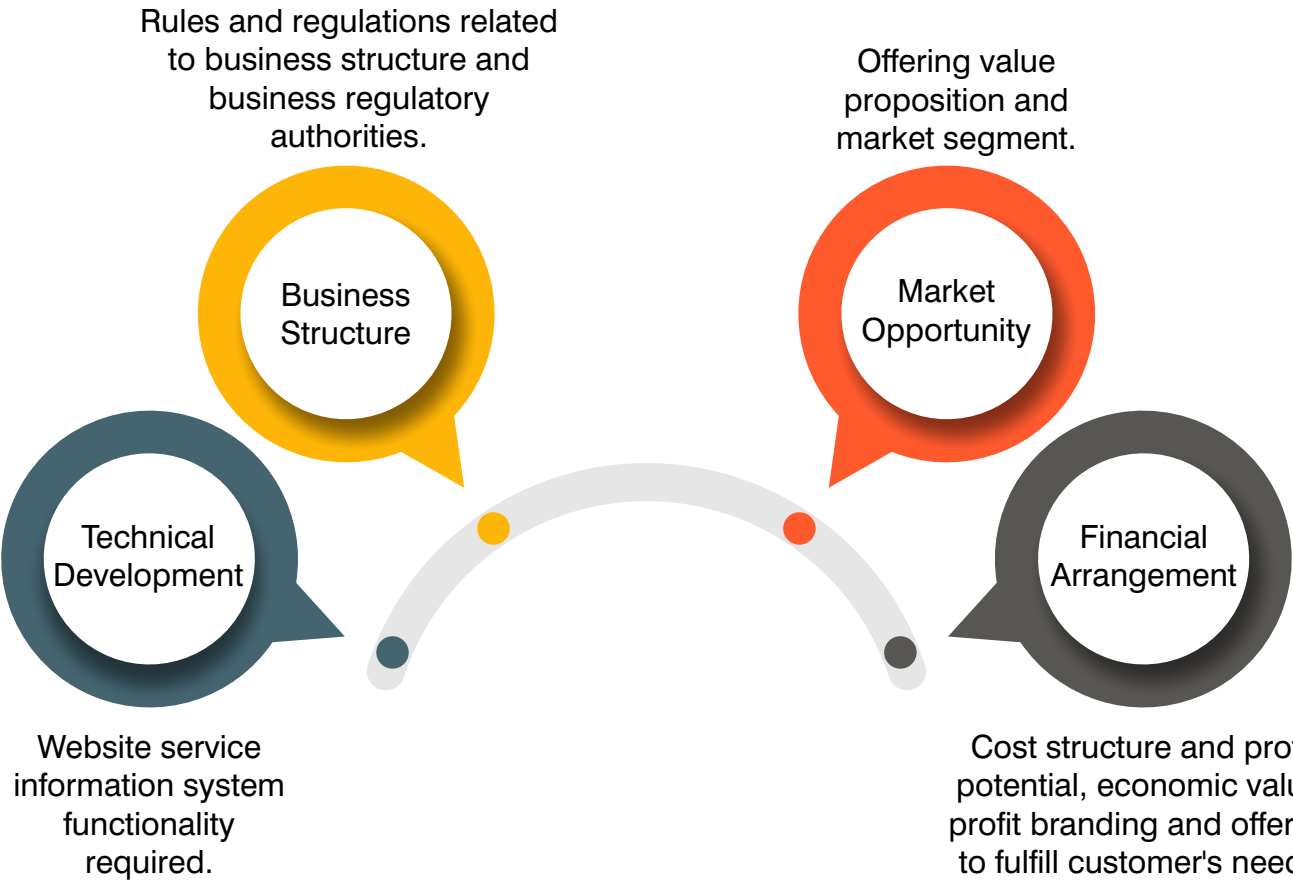 Rules and regulations related
to business structure and
business regulatory
authorities.
Offering value
proposition and
market segment.
Business
Structure
Market
Opportunity
Technical
Development
Financial
Arrangement
Website service
information system
functionality
required.
Cost structure and
potential, economic
profit branding and
to fulfill customer's